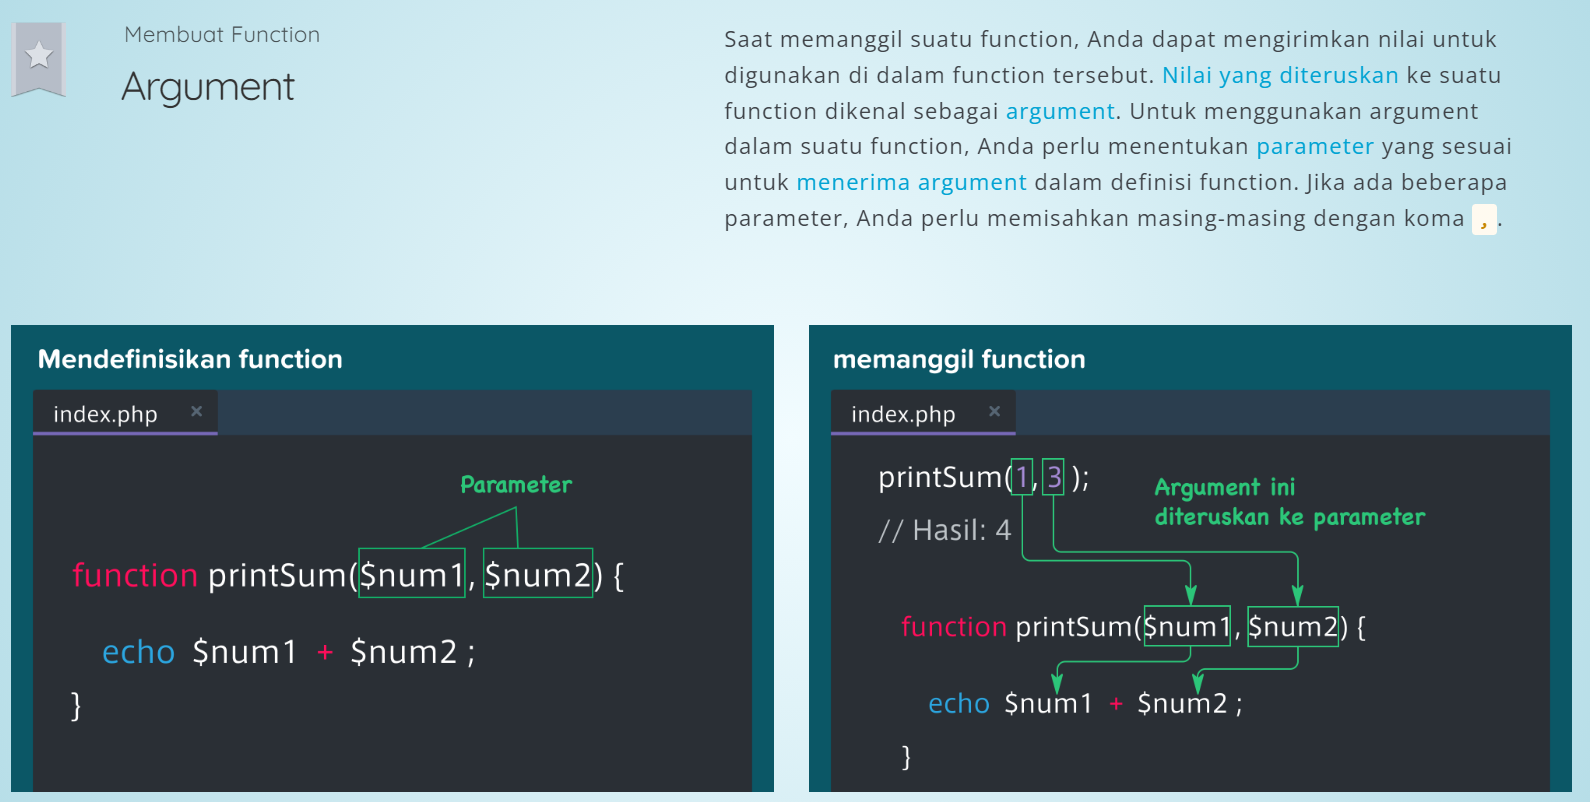 Membuat Function
Argument
Saat memanggil suatu function, Anda dapat mengirimkan nilai untuk
digunakan di dalam function tersebut. Nilai yang diteruskan ke suatu
function dikenal sebagai argument. Untuk menggunakan argument
dalam suatu function, Anda perlu menentukan parameter yang sesuai
untuk menerima argument dalam definisi function. Jika ada beberapa
parameter, Anda perlu memisahkan masing-masing dengan koma , .
Mendefinisikan function
index.php ×
Parameter
function printSum($num1, $num2) {
echo $num1 + $num2 ;
}
memanggil function
index.php ×
printSum(1, 3 );
// Hasil: 4
Argument ini
diteruskan ke parameter
function printSum($num1, $num2) {
echo $num1 + $num2 ;
}